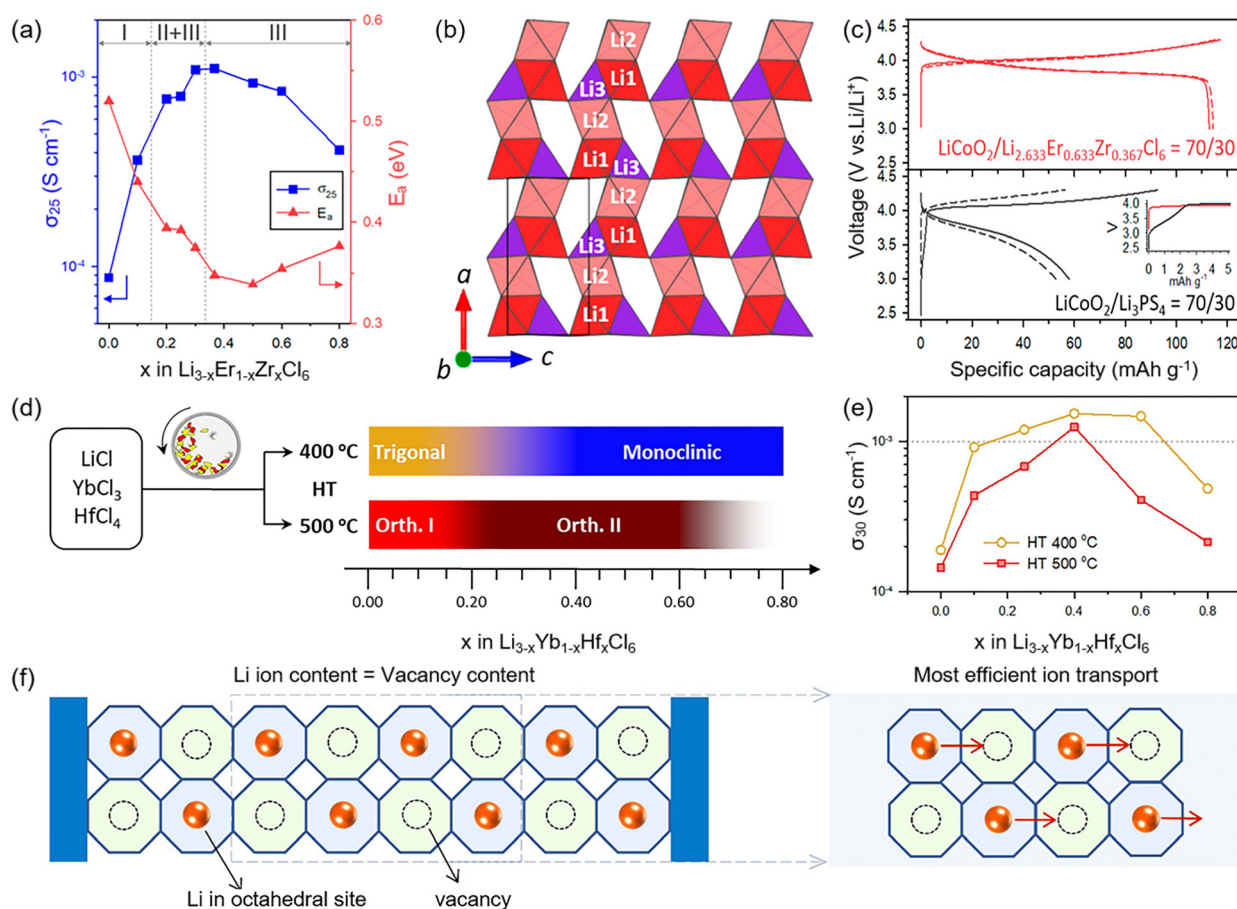 (a)
I
II+III
III
0.6
0.5
0.4
0.3
10⁻³
10⁻⁴
σ₂₅ (S cm⁻¹)
Eₐ (eV)
σ₂₅
Eₐ
0.0 0.2 0.4 0.6 0.8
x in Li₃₋ₓEr₁₋ₓZrₓCl₆
(b)
Li2
Li1
Li3
Li2
Li1
Li3
Li2
Li1
Li3
Li2
Li1
a
b
c
(c)
4.5
4.0
3.5
3.0
2.5
LiCoO₂/Li₂.₆₃₃Er₀.₆₃₃Zr₀.₃₆₇Cl₆ = 70/30
Voltage (V vs.Li/Li⁺)
4.5
4.0
3.5
3.0
2.5
V
4.0
3.5
3.0
2.5
0 1 2 3 4 5
mAh g⁻¹
LiCoO₂/Li₃PS₄ = 70/30
0 20 40 60 80 100 120
Specific capacity (mAh g⁻¹)
(d)
LiCl
YbCl₃
HfCl₄
400 ºC
HT
500 ºC
Trigonal
Monoclinic
Orth. I
Orth. II
0.00 0.20 0.40 0.60 0.80
x in Li₃₋ₓYb₁₋ₓHfₓCl₆
(e)
10⁻³
10⁻⁴
σ₃₀ (S cm⁻¹)
HT 400 ºC
HT 500 ºC
0.0 0.2 0.4 0.6 0.8
x in Li₃₋ₓYb₁₋ₓHfₓCl₆
(f)
Li ion content = Vacancy content
Most efficient ion transport
Li in octahedral site
vacancy